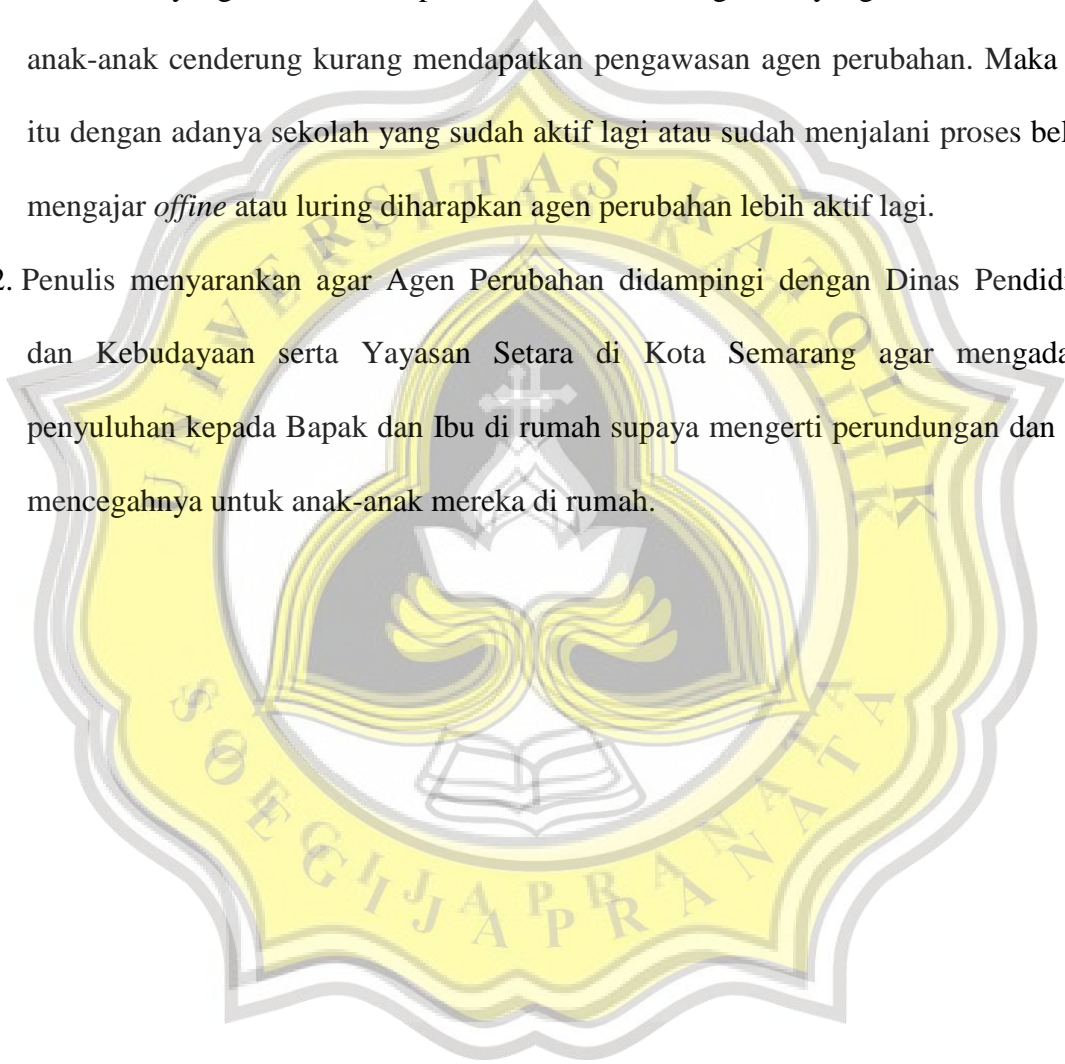 anak-anak cenderung kurang mendapatkan pengawasan agen perubahan. Maka
itu dengan adanya sekolah yang sudah aktif lagi atau sudah menjalani proses
mengajar offine atau luring diharapkan agen perubahan lebih aktif lagi.
2. Penulis menyarankan agar Agen Perubahan didampingi dengan Dinas
dan Kebudayaan serta Yayasan Setara di Kota Semarang agar
penyuluhan kepada Bapak dan Ibu di rumah supaya mengerti perundungan dan
mencegahnya untuk anak-anak mereka di rumah.
UNIVERSITAS KATOLIK
SOEGIJAPRANATA